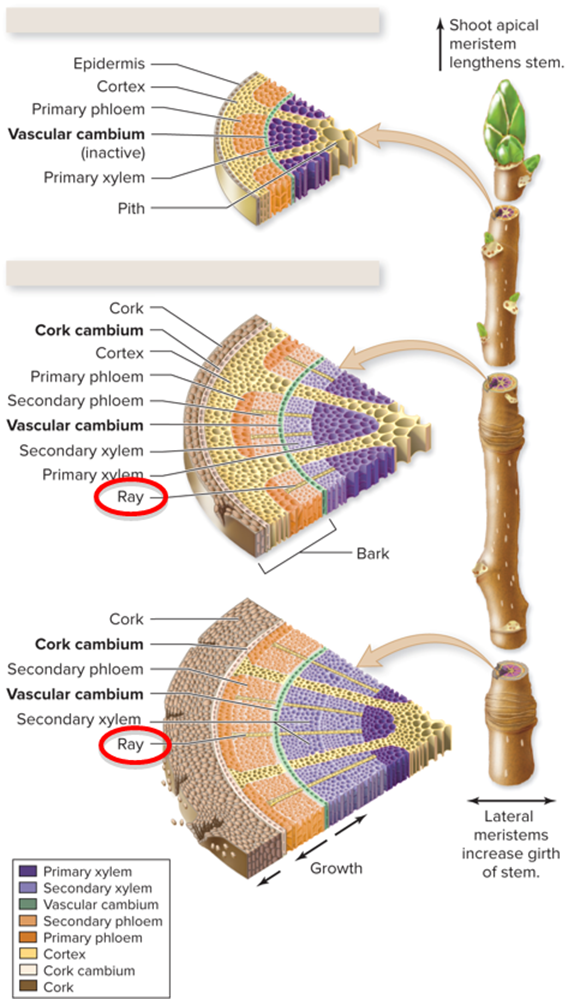 Shoot apical
meristem
lengthens stem.
Epidermis
Cortex
Primary phloem
Vascular cambium
(inactive)
Primary xylem
Pith
Cork
Cork cambium
Cortex
Primary phloem
Secondary phloem
Vascular cambium
Secondary xylem
Primary xylem
Ray
Bark
Cork
Cork cambium
Secondary phloem
Vascular cambium
Secondary xylem
Ray
Growth
Lateral
meristems
increase girth
of stem.
Primary xylem
Secondary xylem
Vascular cambium
Secondary phloem
Primary phloem
Cortex
Cork cambium
Cork